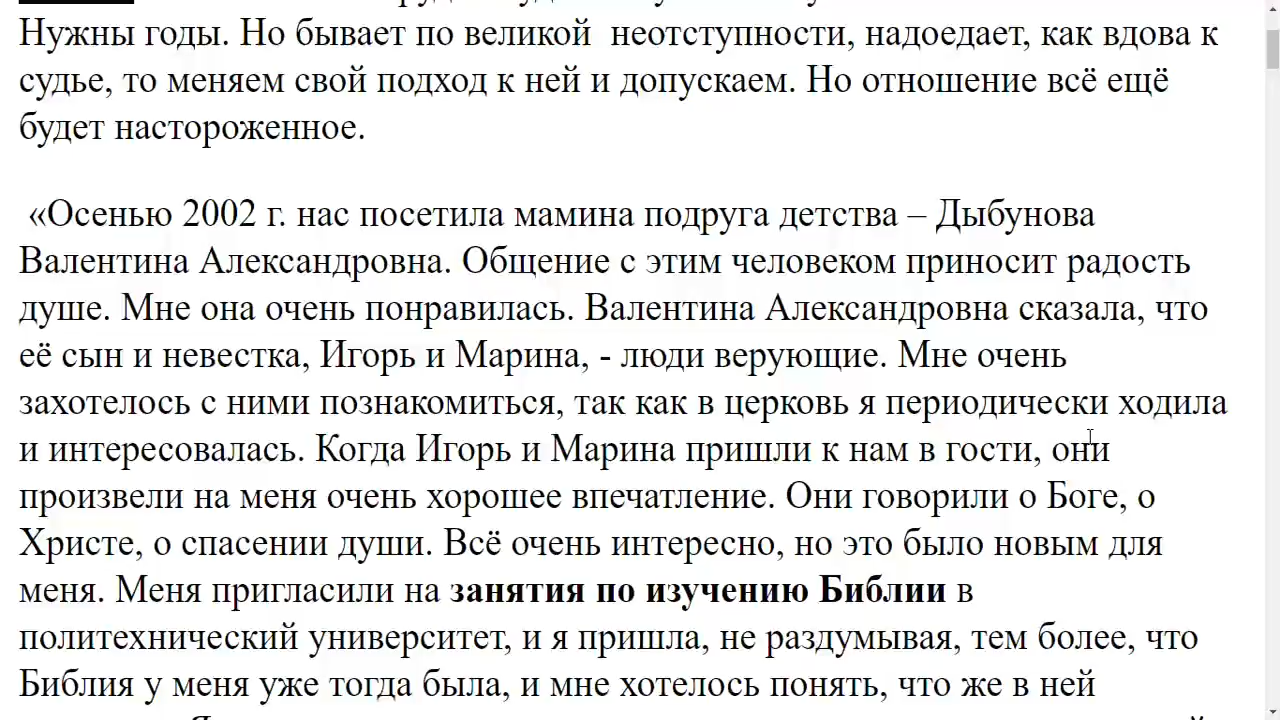 Нужны годы. Но бывает по великой  неотступности, надоедает, как вдова к
судье, то меняем свой подход к ней и допускаем. Но отношение всё ещё
будет настороженное.
«Осенью 2002 г. нас посетила мамина подруга детства – Дыбунова
Валентина Александровна. Общение с этим человеком приносит радость
душе. Мне она очень понравилась. Валентина Александровна сказала, что
её сын и невестка, Игорь и Марина, - люди верующие. Мне очень
захотелось с ними познакомиться, так как в церковь я периодически ходила
и интересовалась. Когда Игорь и Марина пришли к нам в гости, они
произвели на меня очень хорошее впечатление. Они говорили о Боге, о
Христе, о спасении души. Всё очень интересно, но это было новым для
меня. Меня пригласили на занятия по изучению Библии в
политехнический университет, и я пришла, не раздумывая, тем более, что
Библия у меня уже тогда была, и мне хотелось понять, что же в ней